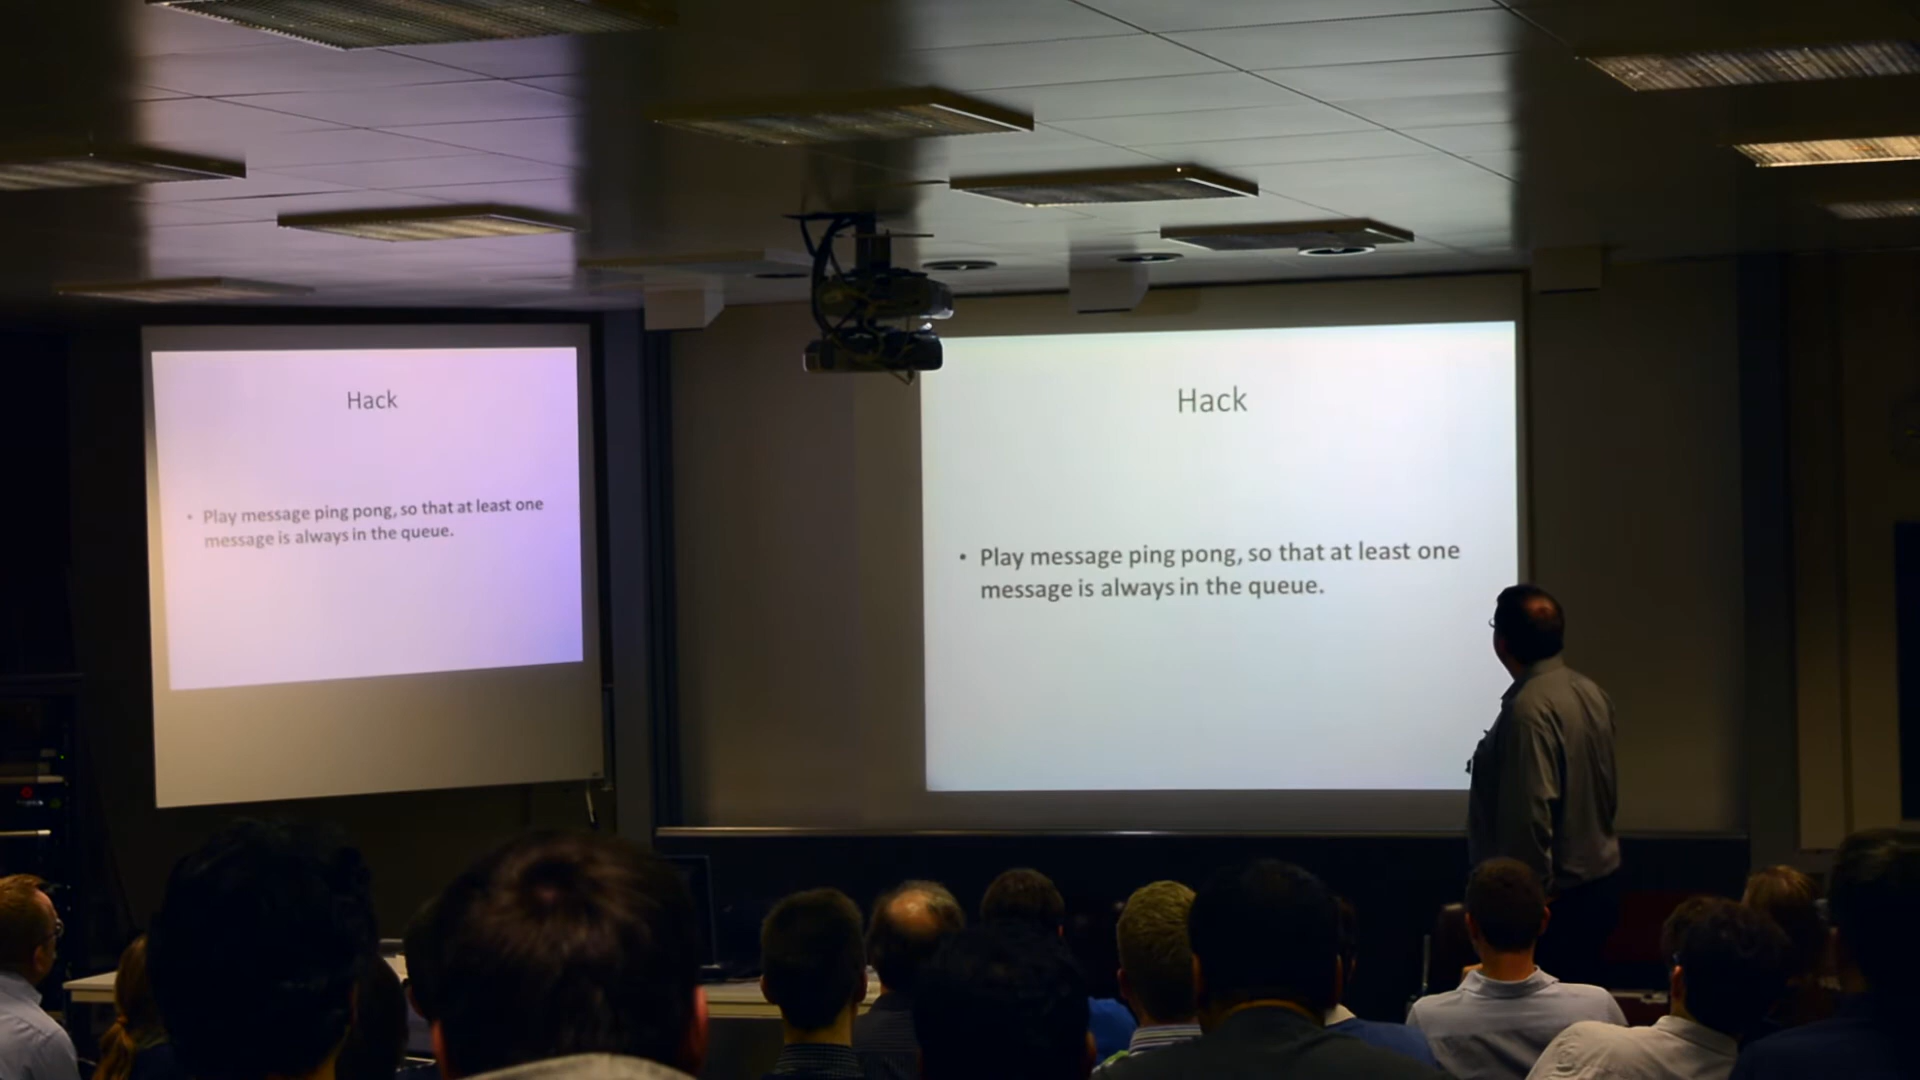 Hack
• Play message ping pong, so that at least one
message is always in the queue.
Hack
• Play message ping pong, so that at least one
message is always in the queue.